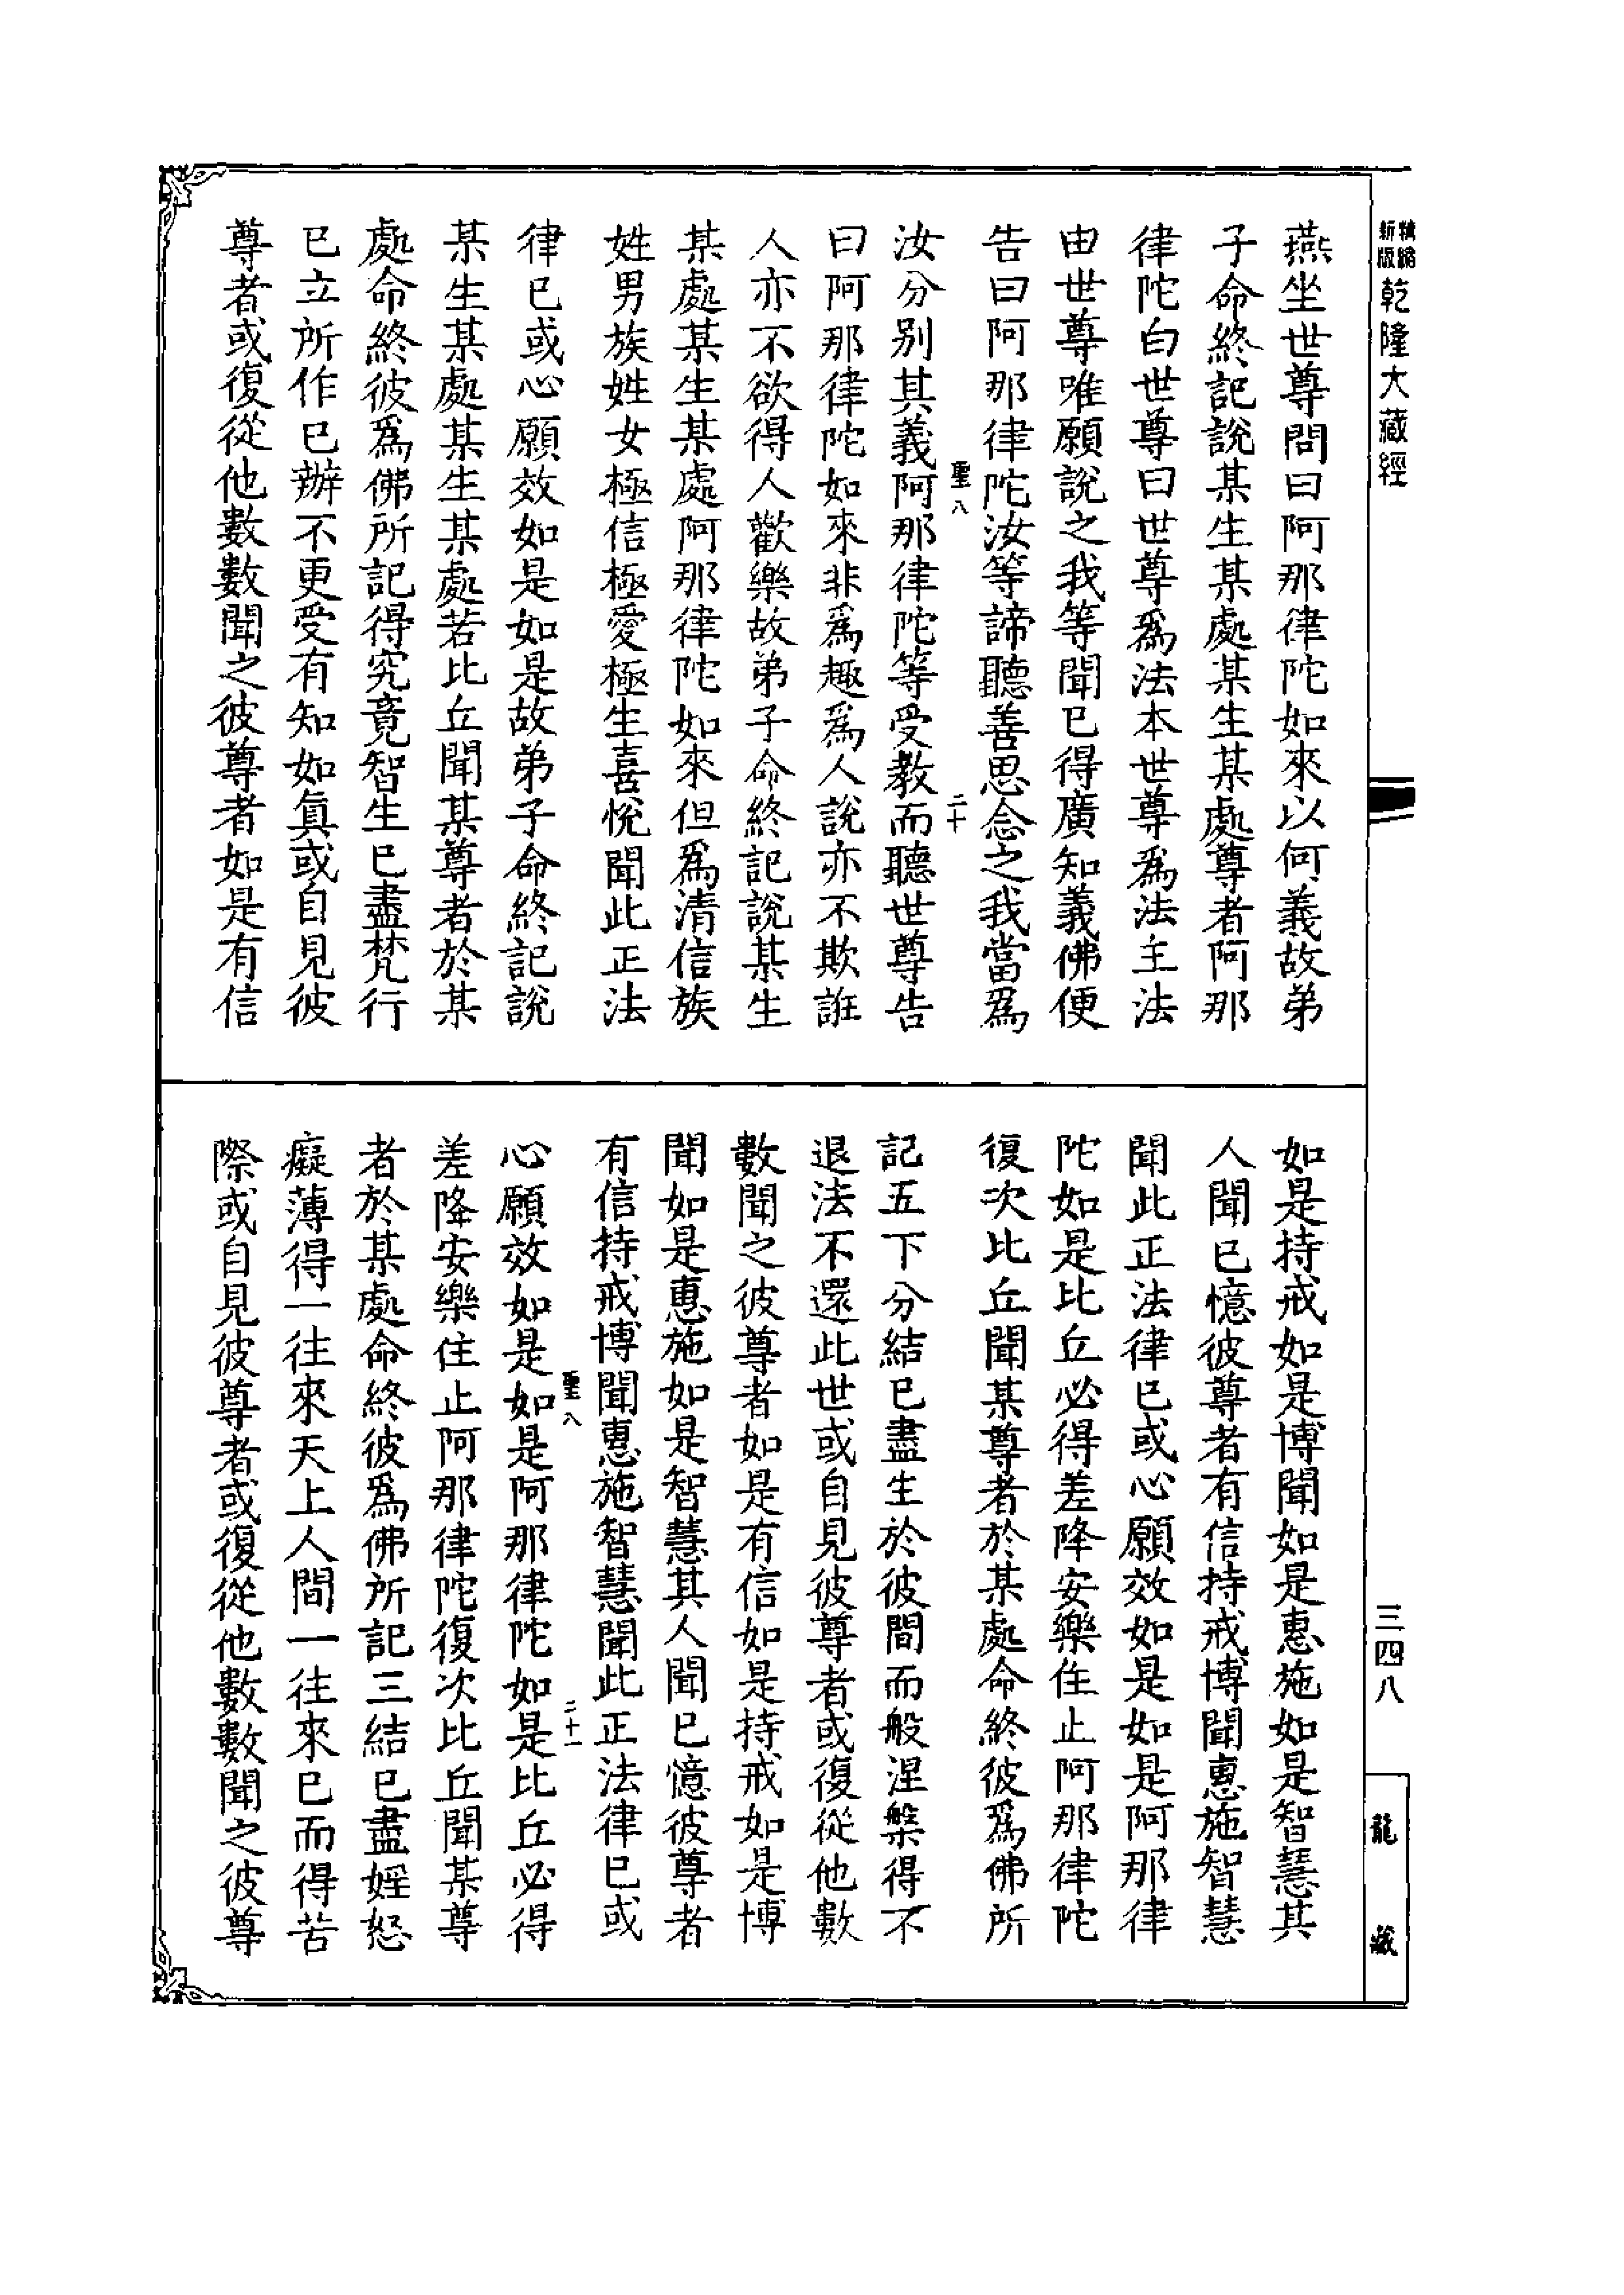 精縮新版乾隆大藏經
三四八
龍藏
燕坐世尊問曰阿那律陀如來以何義故弟
子命終記說某生某處某生某處尊者阿那
律陀白世尊曰世尊爲法本世尊爲法主法
由世尊唯願說之我等聞已得廣知義佛便
告曰阿那律陀汝等諦聽善思念之我當爲
聖八 二十
汝分別其義阿那律陀等受教而聽世尊告
曰阿那律陀如來非爲趣爲人說亦不欺誑
人亦不欲得人歡樂故弟子命終記說某生
某處某生某處阿那律陀如來但爲清信族
姓男族姓女極信極愛極生喜悅聞此正法
律已或心願效如是如是故弟子命終記說
某生某處某生某處若比丘聞某尊者於某
處命終彼爲佛所記得究竟智生已盡梵行
已立所作已辦不更受有知如眞或自見彼
尊者或復從他數數聞之彼尊者如是有信
如是持戒如是博聞如是惠施如是智慧其
人聞已憶彼尊者有信持戒博聞惠施智慧
聞此正法律已或心願效如是如是阿那律
陀如是比丘必得差降安樂住止阿那律陀
復次比丘聞某尊者於某處命終彼爲佛所
記五下分結已盡生於彼間而般涅槃得不
退法不還此世或自見彼尊者或復從他數
數聞之彼尊者如是有信如是持戒如是博
聞如是惠施如是智慧其人聞已憶彼尊者
有信持戒博聞惠施智慧聞此正法律已或
聖八 二十一
心願效如是如是阿那律陀如是比丘必得
差降安樂住止阿那律陀復次比丘聞某尊
者於某處命終彼爲佛所記三結已盡婬怒
癡薄得一往來天上人間一往來已而得苦
際或自見彼尊者或復從他數數聞之彼尊